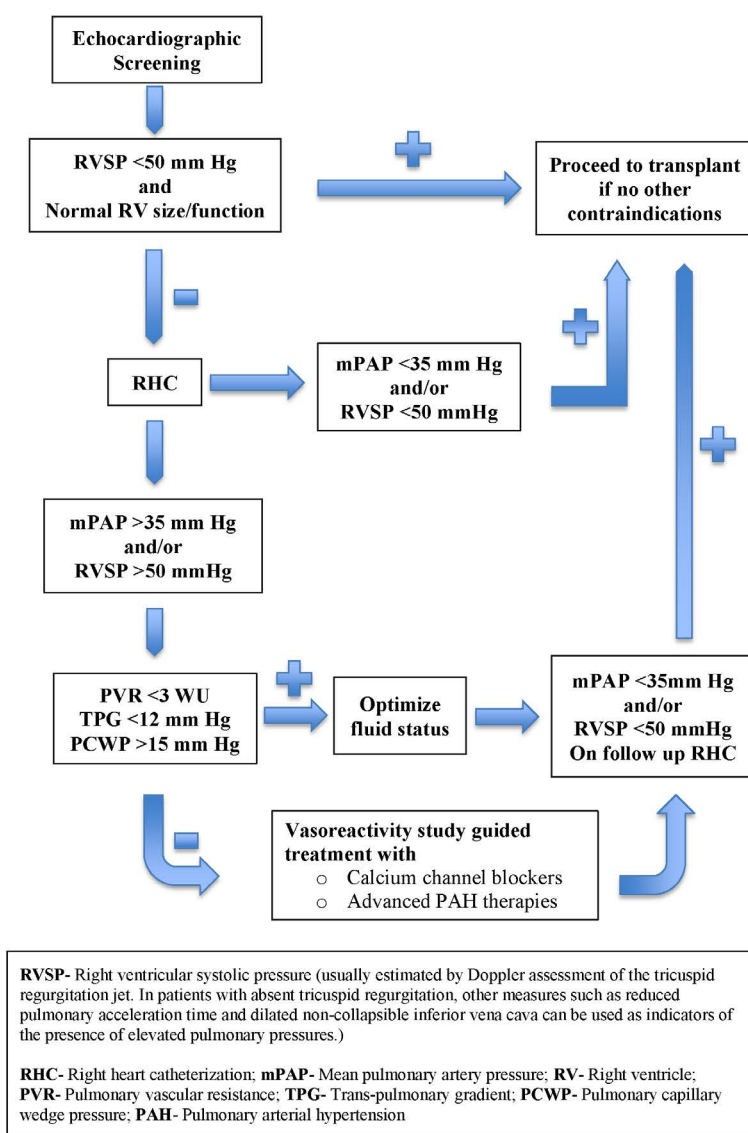 Echocardiographic
Screening
RVSP <50 mm Hg
and
Normal RV size/function
Proceed to transplant
if no other
contraindications
RHC
mPAP <35 mm Hg
and/or
RVSP <50 mmHg
mPAP >35 mm Hg
and/or
RVSP >50 mmHg
PVR <3 WU
TPG <12 mm Hg
PCWP >15 mm Hg
Optimize
fluid status
mPAP <35mm Hg
and/or
RVSP <50 mmHg
On follow up RHC
Vasoreactivity study guided
treatment with
o Calcium channel blockers
o Advanced PAH therapies
RVSP- Right ventricular systolic pressure (usually estimated by Doppler assessment of the tricuspid
regurgitation jet. In patients with absent tricuspid regurgitation, other measures such as reduced
pulmonary acceleration time and dilated non-collapsible inferior vena cava can be used as indicators of
the presence of elevated pulmonary pressures.)
RHC- Right heart catheterization; mPAP- Mean pulmonary artery pressure; RV- Right ventricle;
PVR- Pulmonary vascular resistance; TPG- Trans-pulmonary gradient; PCWP- Pulmonary capillary
wedge pressure; PAH- Pulmonary arterial hypertension